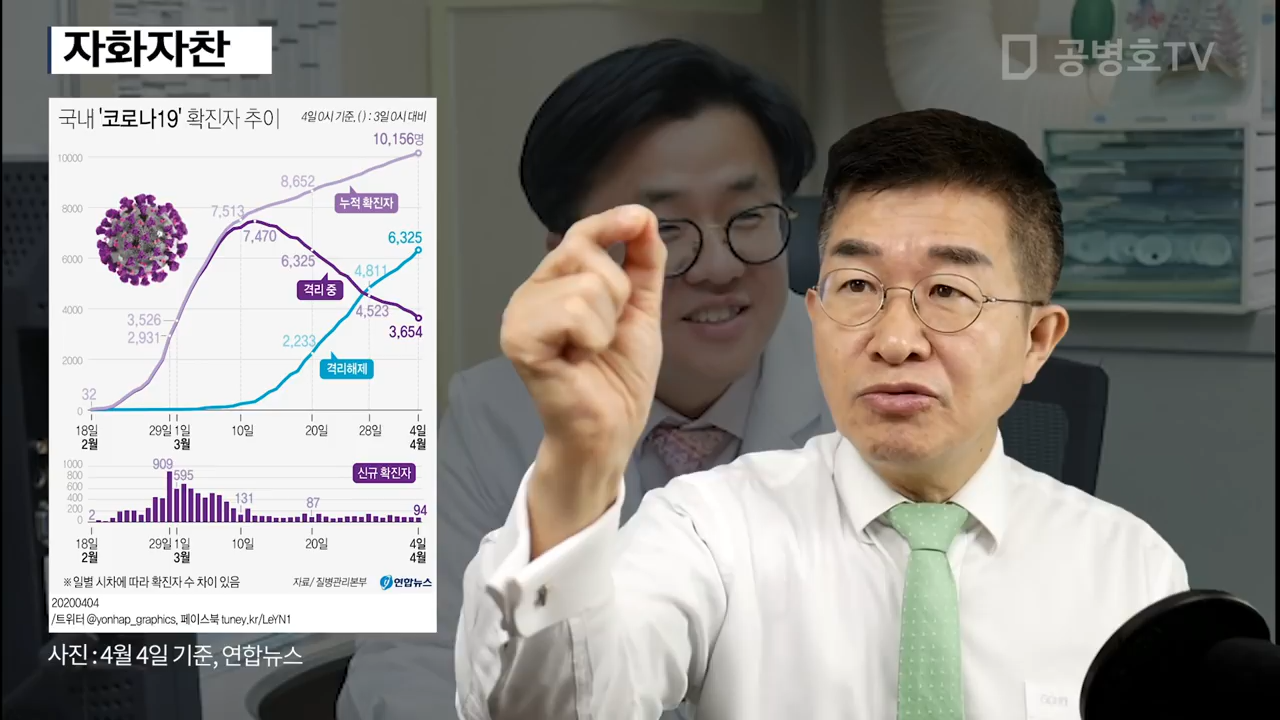 자화자찬
공병호TV
국내 '코로나19' 확진자 추이
4일 0시 기준, ( ) : 3일 0시 대비
10,156명
10000
8,652
누적 확진자
8000
7,513
7,470
6,325
6000
6,325
4,811
격리 중
4000
4,523
3,526
2,931
3,654
2,233
격리해제
2000
32
0
18일 29일 1일 10일 20일 28일 4일
2월 3월 4월
1000
909
신규 확진자
800
595
600
400
131
87
94
200
2
0
18일 29일 1일 10일 20일 4일
2월 3월 4월
※ 일별 시차에 따라 확진자 수 차이 있음
자료/ 질병관리본부
연합뉴스
20200404
/트위터 @yonhap_graphics, 페이스북 tuney.kr/LeYN1
사진 : 4월 4일 기준, 연합뉴스